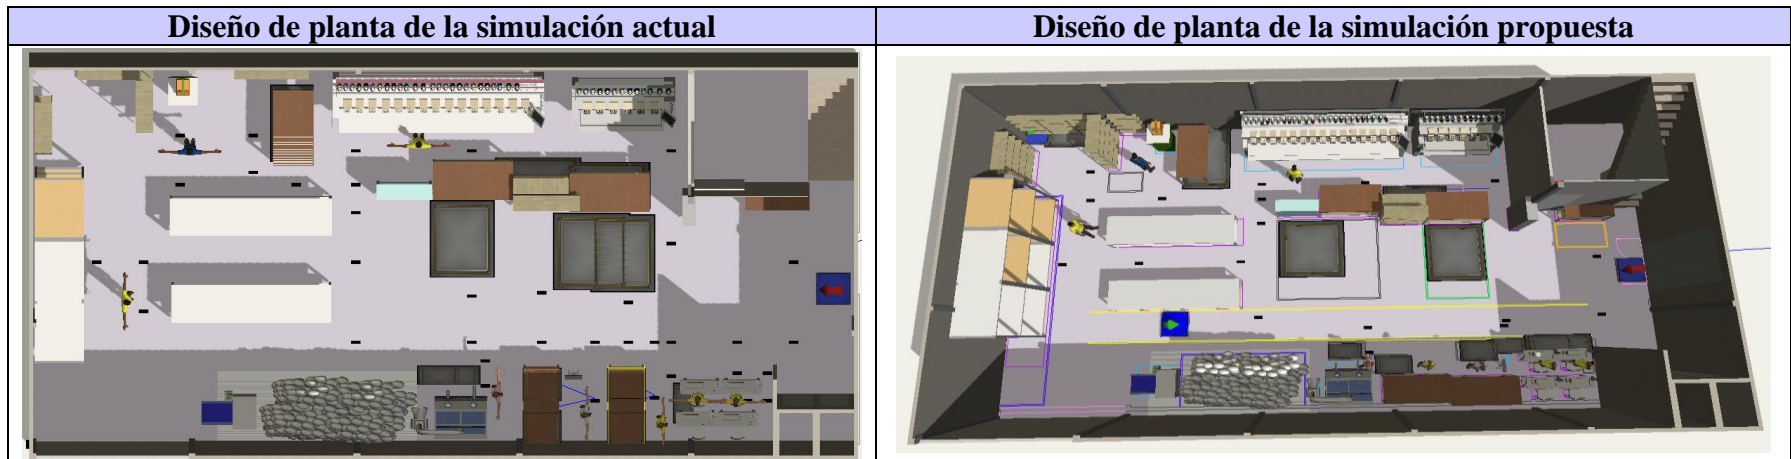 Diseño de planta de la simulación actual
Diseño de planta de la simulación propuesta